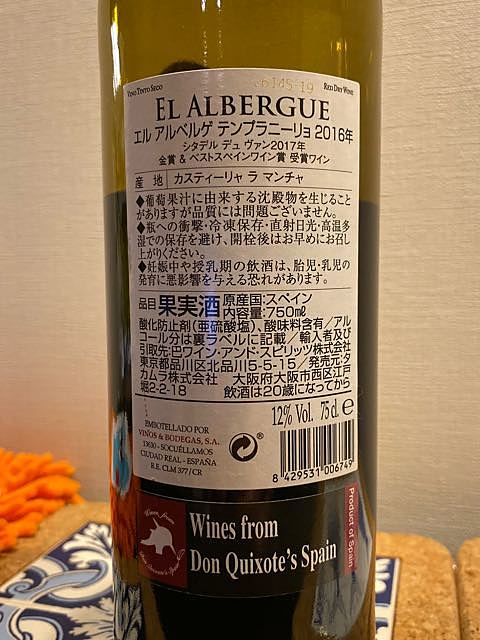 VINO TINTO SECO
RED DRY WINE
EL ALBERGUE
エル アルベルゲ テンプラニーリョ 2016年
シタデル デュ ヴァン2017年
金賞 & ベストスペインワイン賞 受賞ワイン
産 地 カスティーリャ ラ マンチャ
◆葡萄果汁に由来する沈殿物を生じること
がありますが品質には問題ございません。
◆瓶への衝撃・冷凍保存・直射日光・高温多
湿での保存を避け、開栓後はお早めにお召し
上がりください。
◆妊娠中や授乳期の飲酒は、胎児・乳児の
発育に悪影響を与える恐れがあります。
品目 果実酒 原産国:スペイン
内容量:750㎖
酸化防止剤(亜硫酸塩)、酸味料含有/アル
コール分は裏ラベルに記載/輸入者及び
引取先:巴ワイン・アンド・スピリッツ株式会社
東京都品川区北品川5-5-15/発売元:タ
カムラ株式会社 大阪府大阪市西区江戸
堀2-2-18 飲酒は20歳になってから
12% Vol. 75 cl. e
EMBOTELLADO POR
VINOS & BODEGAS, S.A.
13630 - SOCUÉLLAMOS
CIUDAD REAL - ESPAÑA
R.E. CLM 377/CR
8 429531 006749
Wines from
Don Quixote's Spain
Product of Spain